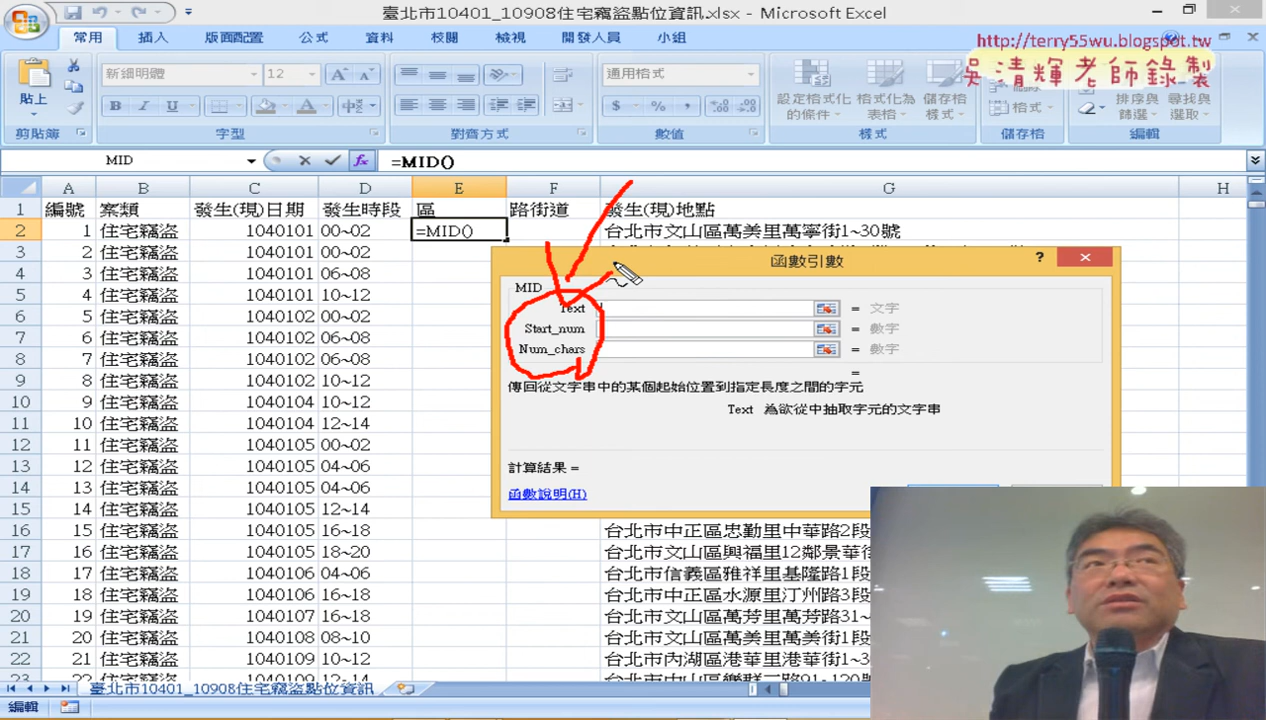 臺北市10401_10908住宅竊盜點位資訊.xlsx - Microsoft Excel
常用 插入 版面配置 公式 資料 校閱 檢視 開發人員 小組
http://terry55wu.blogspot.tw
吳清輝老師錄製
貼上 新細明體 12 通用格式 設定格式化的條件 格式化為表格 儲存格樣式 格式 排序與篩選 尋找與選取
剪貼簿 字型 對齊方式 數值 樣式 儲存格 編輯
MID =MID()
A B C D E F G H
1 編號 案類 發生(現)日期 發生時段 區 路街道 發生(現)地點
2 1 住宅竊盜 1040101 00~02 =MID() 台北市文山區萬美里萬寧街1~30號
3 2 住宅竊盜 1040101 00~02
4 3 住宅竊盜 1040101 06~08
5 4 住宅竊盜 1040101 10~12
6 5 住宅竊盜 1040102 00~02
7 6 住宅竊盜 1040102 06~08
8 7 住宅竊盜 1040102 06~08
9 8 住宅竊盜 1040102 10~12
10 9 住宅竊盜 1040104 10~12
11 10 住宅竊盜 1040104 12~14
12 11 住宅竊盜 1040105 00~02
13 12 住宅竊盜 1040105 04~06
14 13 住宅竊盜 1040105 04~06
15 14 住宅竊盜 1040105 12~14
16 15 住宅竊盜 1040105 16~18 台北市中正區忠勤里中華路2段
17 16 住宅竊盜 1040105 18~20 台北市文山區興福里12鄰景華街
18 17 住宅竊盜 1040106 04~06 台北市信義區雅祥里基隆路1段
19 18 住宅竊盜 1040106 16~18 台北市中正區水源里汀州路3段
20 19 住宅竊盜 1040107 16~18 台北市文山區萬芳里萬芳路31~
21 20 住宅竊盜 1040108 08~10 台北市文山區萬美里萬美街1段
22 21 住宅竊盜 1040109 10~12 台北市內湖區港華里港華街1~3
函數引數
? ×
MID
Text = 文字
Start_num = 數字
Num_chars = 數字
=
傳回從文字串中的某個起始位置到指定長度之間的字元
Text 為欲從中抽取字元的文字串
計算結果 =
函數說明(H)
臺北市10401_10908住宅竊盜點位資訊
編輯